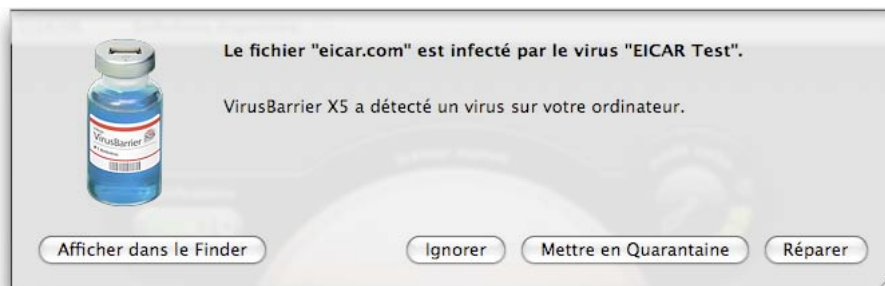 Le fichier "eicar.com" est infecté par le virus "EICAR Test".
VirusBarrier X5 a détecté un virus sur votre ordinateur.
VirusBarrier
Afficher dans le Finder
Ignorer
Mettre en Quarantaine
Réparer